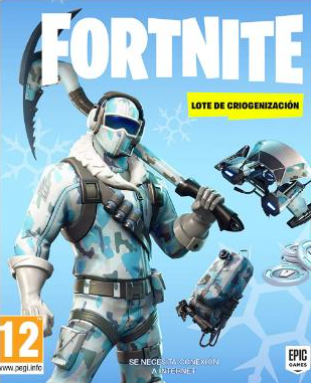 FORTNITE
LOTE DE CRIOGENIZACIÓN
12
www.pegi.info
SE NECESITA CONEXIÓN
A INTERNET
EPIC
GAMES